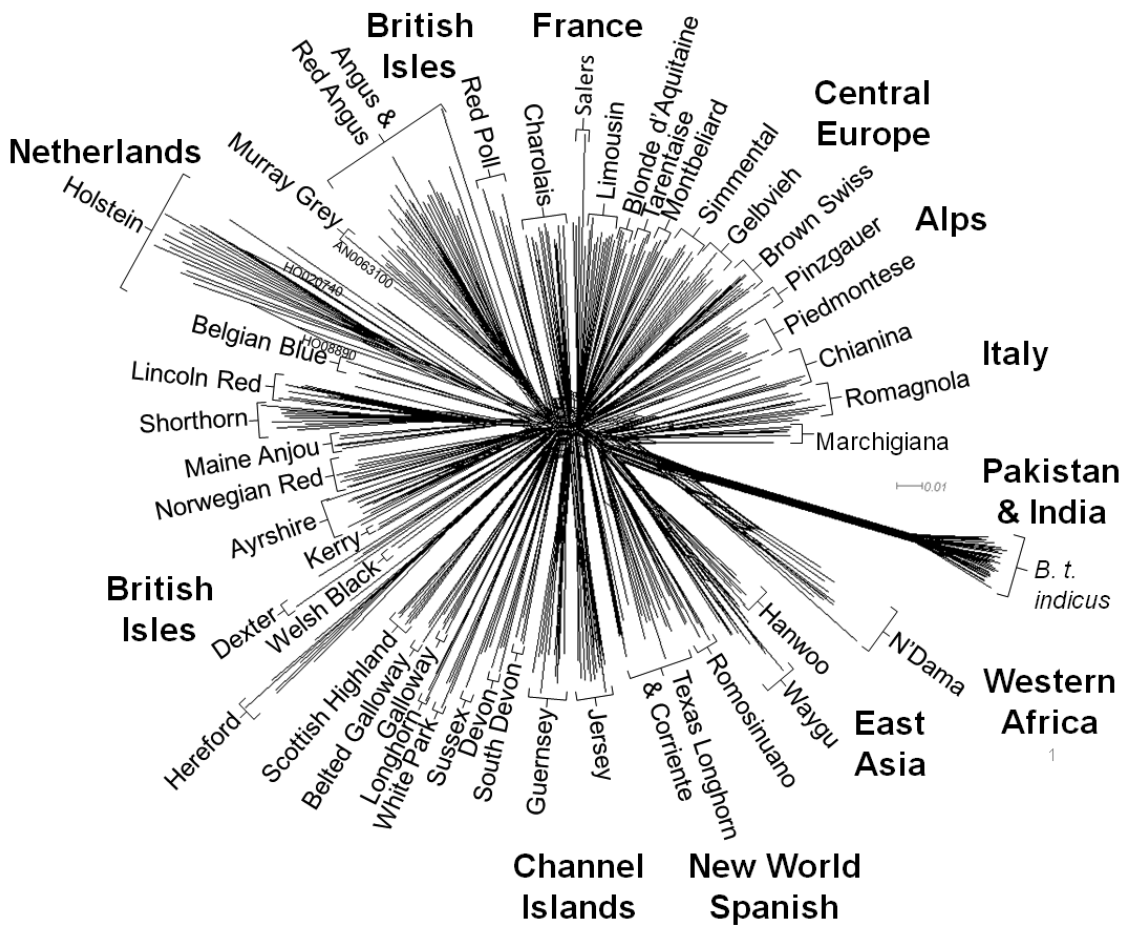 British
Isles
France
Central
Europe
Alps
Italy
Pakistan
& India
B. t.
indicus
Western
Africa
1
East
Asia
New World
Spanish
Channel
Islands
British
Isles
Netherlands
Holstein
HO020740
Murray Grey
AN0063100
Angus &
Red Angus
Red Poll
Charolais
Salers
Limousin
Blonde d'Aquitaine
Tarentaise
Montbeliard
Simmental
Gelbvieh
Brown Swiss
Pinzgauer
Piedmontese
Chianina
Romagnola
Marchigiana
0.01
N'Dama
Hanwoo
Waygu
Romosinuano
Texas Longhorn
& Corriente
Jersey
Guernsey
South Devon
Devon
Sussex
White Park
Longhorn
Galloway
Belted Galloway
Scottish Highland
Hereford
Welsh Black
Dexter
Kerry
Ayrshire
Norwegian Red
Maine Anjou
Shorthorn
Lincoln Red
Belgian Blue
HO08890